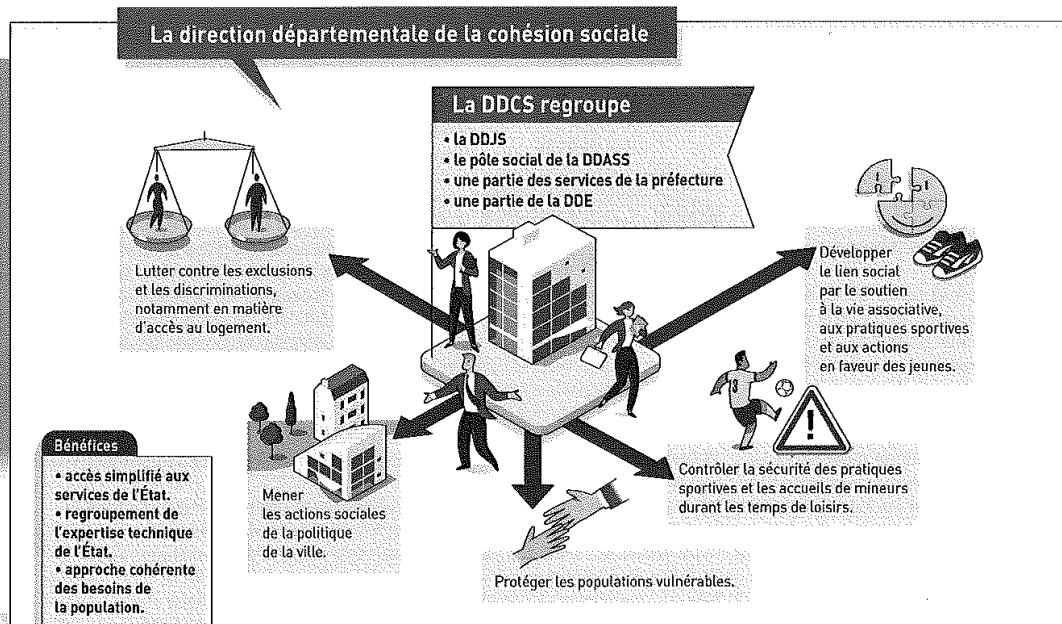 La direction départementale de la cohésion sociale
La DDCS regroupe
• la DDJS
• le pôle social de la DDASS
• une partie des services de la préfecture
• une partie de la DDE
Lutter contre les exclusions
et les discriminations,
notamment en matière
d'accès au logement.
Développer
le lien social
par le soutien
à la vie associative,
aux pratiques sportives
et aux actions
en faveur des jeunes.
3
!
Contrôler la sécurité des pratiques
sportives et les accueils de mineurs
durant les temps de loisirs.
Mener
les actions sociales
de la politique
de la ville.
Protéger les populations vulnérables.
Bénéfices
• accès simplifié aux
services de l'État.
• regroupement de
l'expertise technique
de l'État.
• approche cohérente
des besoins de
la population.